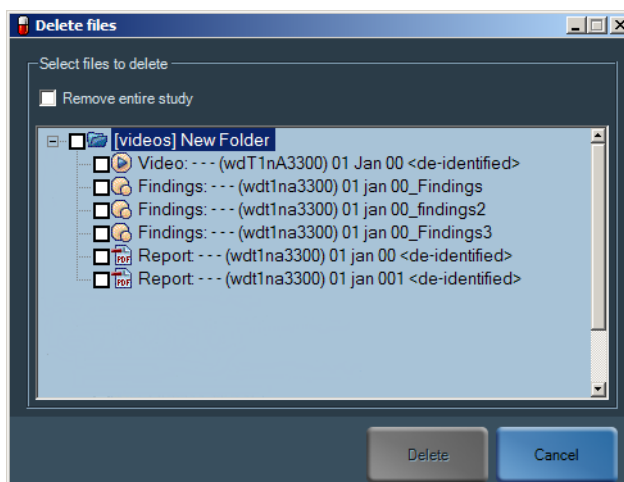 Delete files
Select files to delete
Remove entire study
[videos] New Folder
Video: - - - (wdT1nA3300) 01 Jan 00 <de-identified>
Findings: - - - (wdt1na3300) 01 jan 00_Findings
Findings: - - - (wdt1na3300) 01 jan 00_findings2
Findings: - - - (wdt1na3300) 01 jan 00_Findings3
Report: - - - (wdt1na3300) 01 jan 00 <de-identified>
Report: - - - (wdt1na3300) 01 jan 001 <de-identified>
Delete Cancel